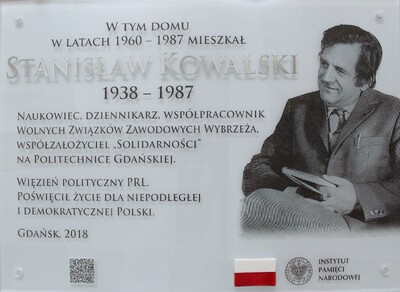 W TYM DOMU
W LATACH 1960 – 1987 MIESZKAŁ
STANISŁAW KOWALSKI
1938 – 1987
NAUKOWIEC, DZIENNIKARZ, WSPÓŁPRACOWNIK
WOLNYCH ZWIĄZKÓW ZAWODOWYCH WYBRZEŻA,
WSPÓŁZAŁOŻYCIEL „SOLIDARNOŚCI”
NA POLITECHNICE GDAŃSKIEJ.
WIĘZIEŃ POLITYCZNY PRL.
POŚWIĘCIŁ ŻYCIE DLA NIEPODLEGŁEJ
I DEMOKRATYCZNEJ POLSKI.
GDAŃSK, 2018
INSTYTUT
PAMIĘCI
NARODOWEJ